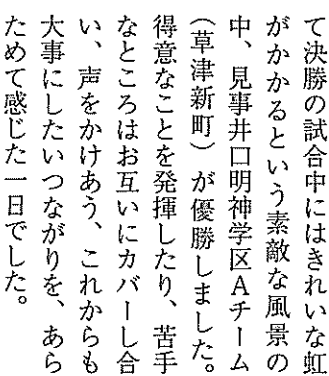 て決勝の試合中にはきれいな虹
がかかるという素敵な風景の
中、見事井口明神学区Aチーム
（草津新町）が優勝しました。
得意なことを発揮したり、苦手
なところはお互いにカバーし合
い、声をかけあう、これからも
大事にしたいつながりを、あら
ためて感じた一日でした。